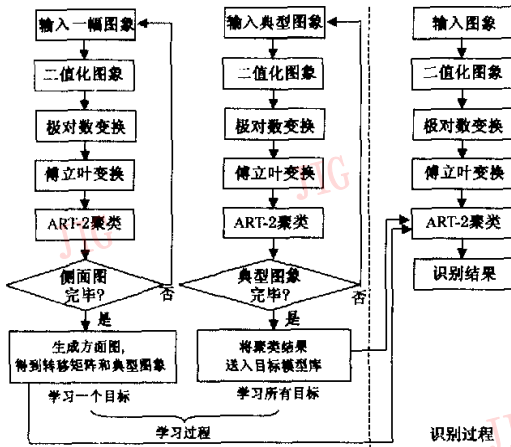 输入一幅图象
二值化图象
极对数变换
傅立叶变换
ART-2聚类
侧面图
完毕?
否
是
生成方面图,
得到转移矩阵和典型图象
学习一个目标
输入典型图象
二值化图象
极对数变换
傅立叶变换
ART-2聚类
典型图象
完毕?
否
是
将聚类结果
送入目标模型库
学习所有目标
学习过程
输入图象
二值化图象
极对数变换
傅立叶变换
ART-2聚类
识别结果
识别过程
JIG
JIG